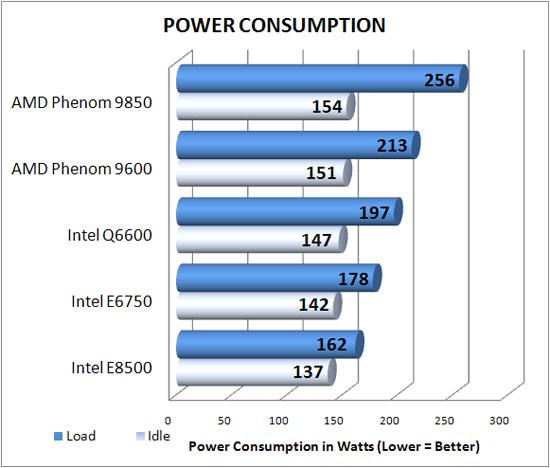 POWER CONSUMPTION
AMD Phenom 9850
256
154
AMD Phenom 9600
213
151
Intel Q6600
197
147
Intel E6750
178
142
Intel E8500
162
137
0 50 100 150 200 250 300
Load Idle
Power Consumption in Watts (Lower = Better)